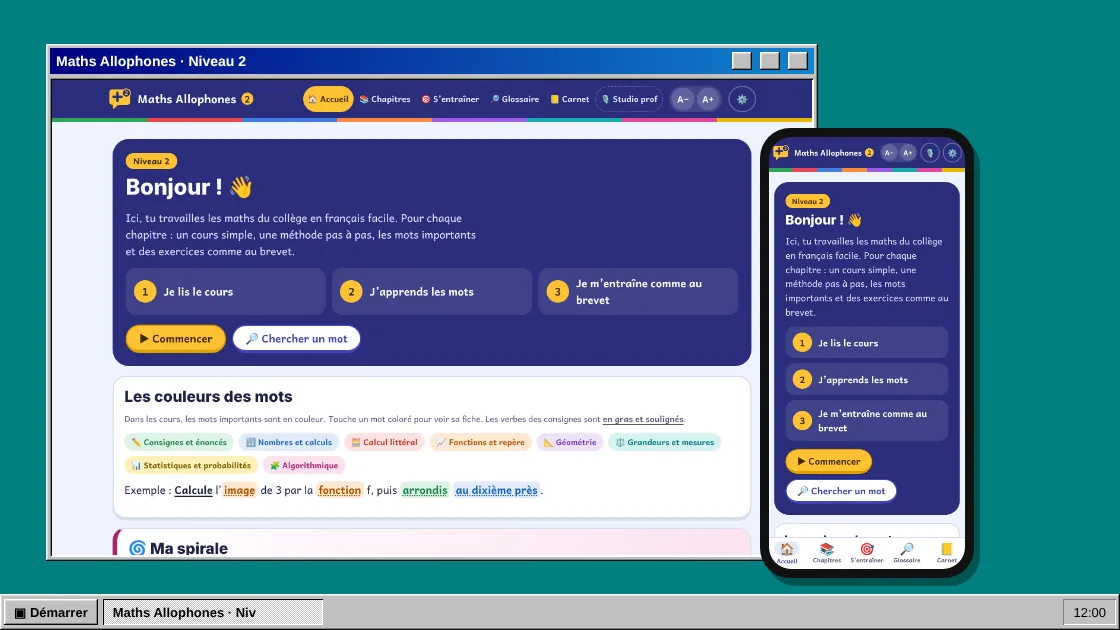 Maths Allophones · Niveau 2
Maths Allophones 2
Accueil
Chapitres
S'entraîner
Glossaire
Carnet
Studio prof
A−
A+
Niveau 2
Bonjour !
Ici, tu travailles les maths du collège en français facile. Pour chaque
chapitre : un cours simple, une méthode pas à pas, les mots importants
et des exercices comme au brevet.
1 Je lis le cours
2 J'apprends les mots
3 Je m'entraîne comme au
brevet
▶ Commencer
Chercher un mot
Les couleurs des mots
Dans les cours, les mots importants sont en couleur. Touche un mot coloré pour voir sa fiche. Les verbes des consignes sont en gras et soulignés.
Consignes et énoncés
Nombres et calculs
Calcul littéral
Fonctions et repère
Géométrie
Grandeurs et mesures
Statistiques et probabilités
Algorithmique
Exemple : Calcule l'image de 3 par la fonction f, puis arrondis au dixième près .
Ma spirale
Maths Allophones 2
A−
A+
Niveau 2
Bonjour !
Ici, tu travailles les maths du collège
en français facile. Pour chaque
chapitre : un cours simple, une
méthode pas à pas, les mots
importants et des exercices comme au
brevet.
1 Je lis le cours
2 J'apprends les mots
3 Je m'entraîne comme au
brevet
▶ Commencer
Chercher un mot
Accueil
Chapitres
S'entraîner
Glossaire
Carnet
Démarrer
Maths Allophones · Niv
12:00